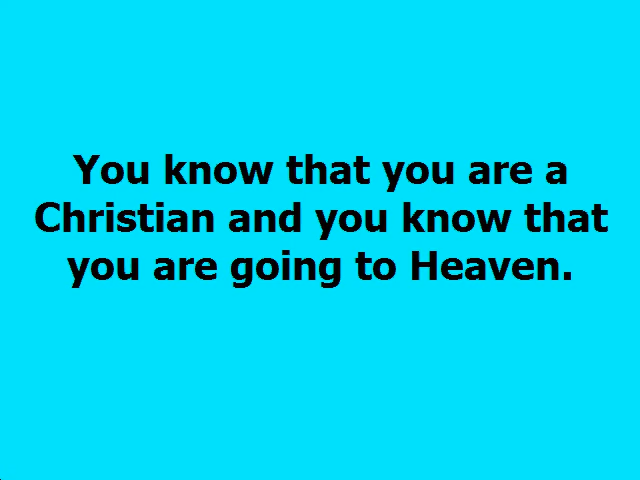 You know that you are a
Christian and you know that
you are going to Heaven.